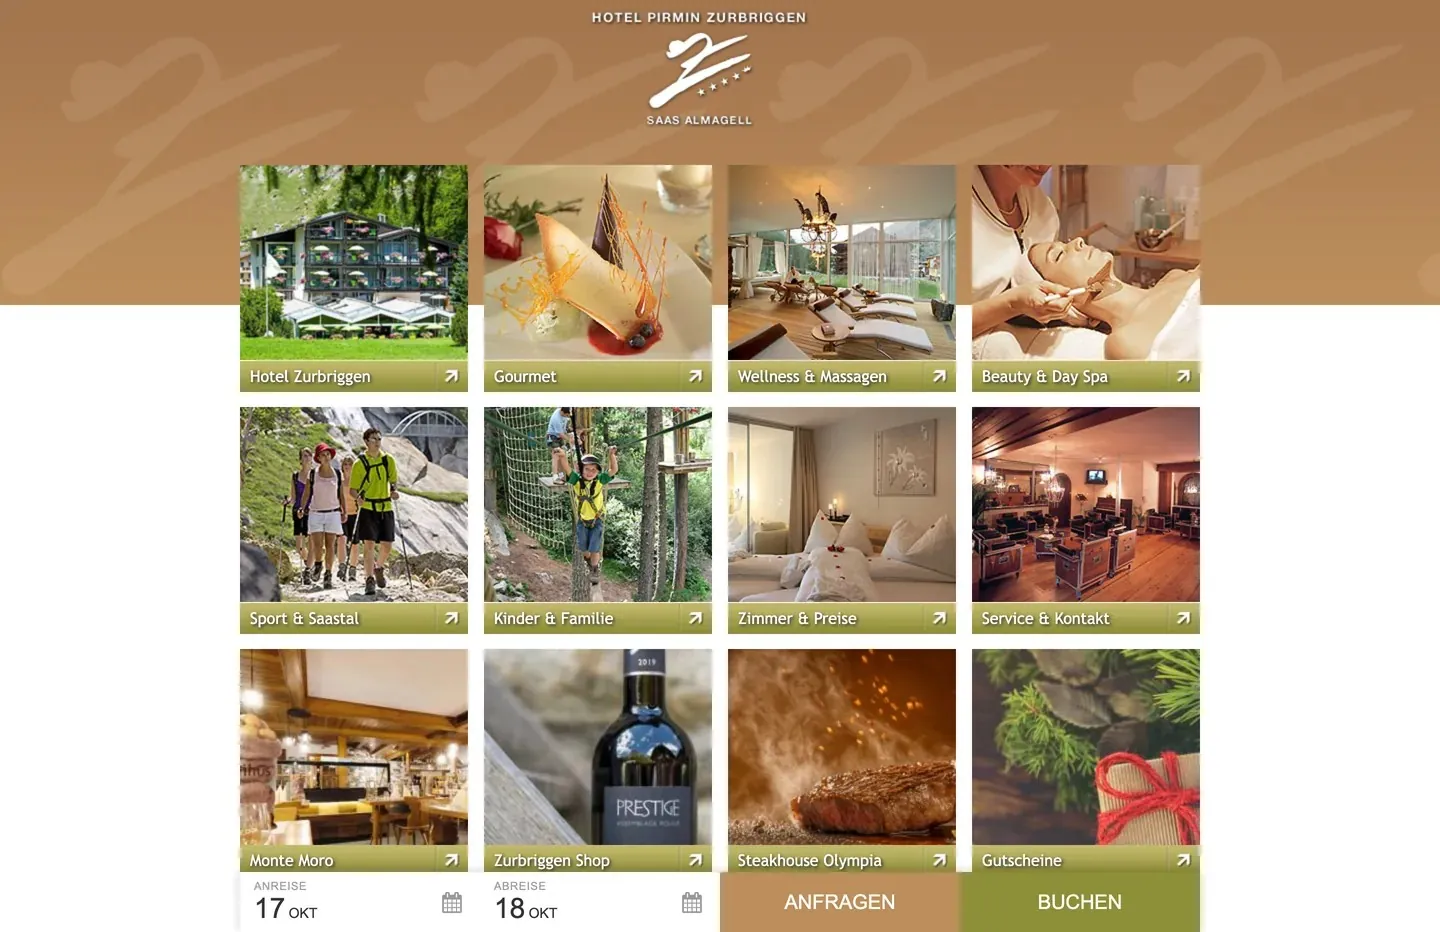 HOTEL PIRMIN ZURBRIGGEN
SAAS ALMAGELL
Hotel Zurbriggen
Gourmet
Wellness & Massagen
Beauty & Day Spa
Sport & Saastal
Kinder & Familie
Zimmer & Preise
Service & Kontakt
2019
PRESTIGE
Monte Moro
Zurbriggen Shop
Steakhouse Olympia
Gutscheine
ANREISE
17 OKT
ABREISE
18 OKT
ANFRAGEN
BUCHEN